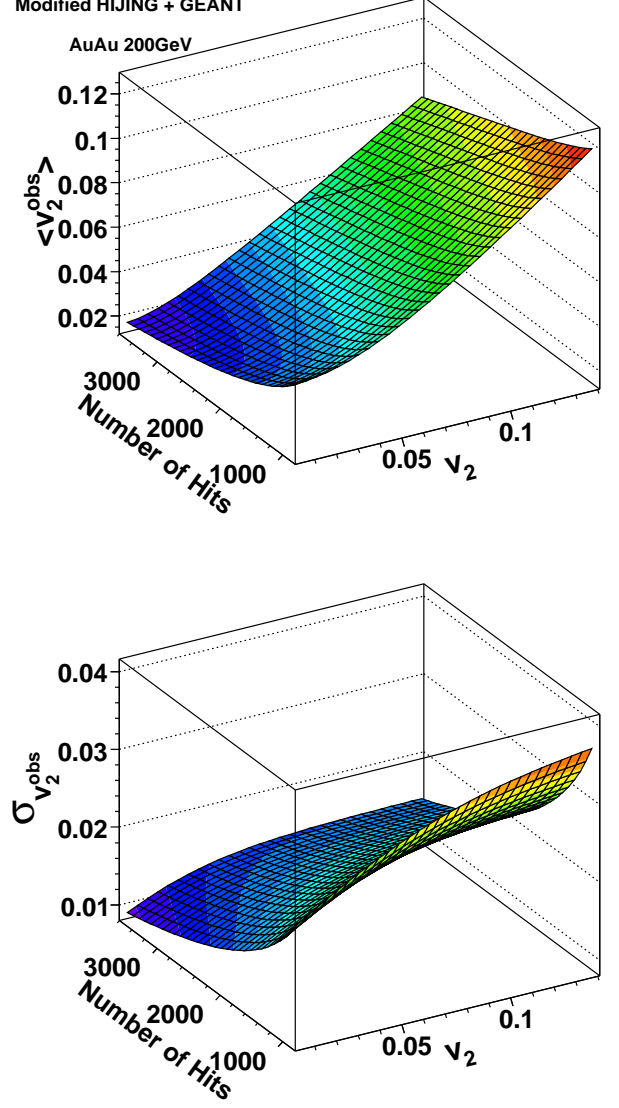 Modified HIJING + GEANT
AuAu 200GeV
<v₂ᵒᵇˢ>
0.12
0.1
0.08
0.06
0.04
0.02
3000
2000
1000
Number of Hits
0.05
0.1
v₂
σ v₂ᵒᵇˢ
0.04
0.03
0.02
0.01
3000
2000
1000
Number of Hits
0.05
0.1
v₂